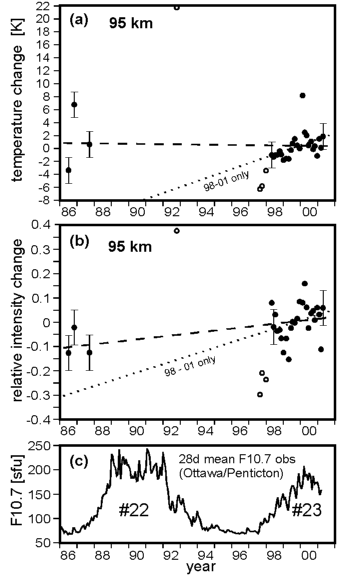 22
20
18
16
14
12
10
8
6
4
2
0
-2
-4
-6
-8
temperature change [K]
(a) 95 km
98-01 only
86 88 90 92 94 96 98 00
0.4
0.3
0.2
0.1
0
-0.1
-0.2
-0.3
-0.4
relative intensity change
(b) 95 km
98 - 01 only
86 88 90 92 94 96 98 00
250
200
150
100
50
F10.7 [sfu]
(c) 28d mean F10.7 obs
(Ottawa/Penticton)
#22 #23
86 88 90 92 94 96 98 00
year